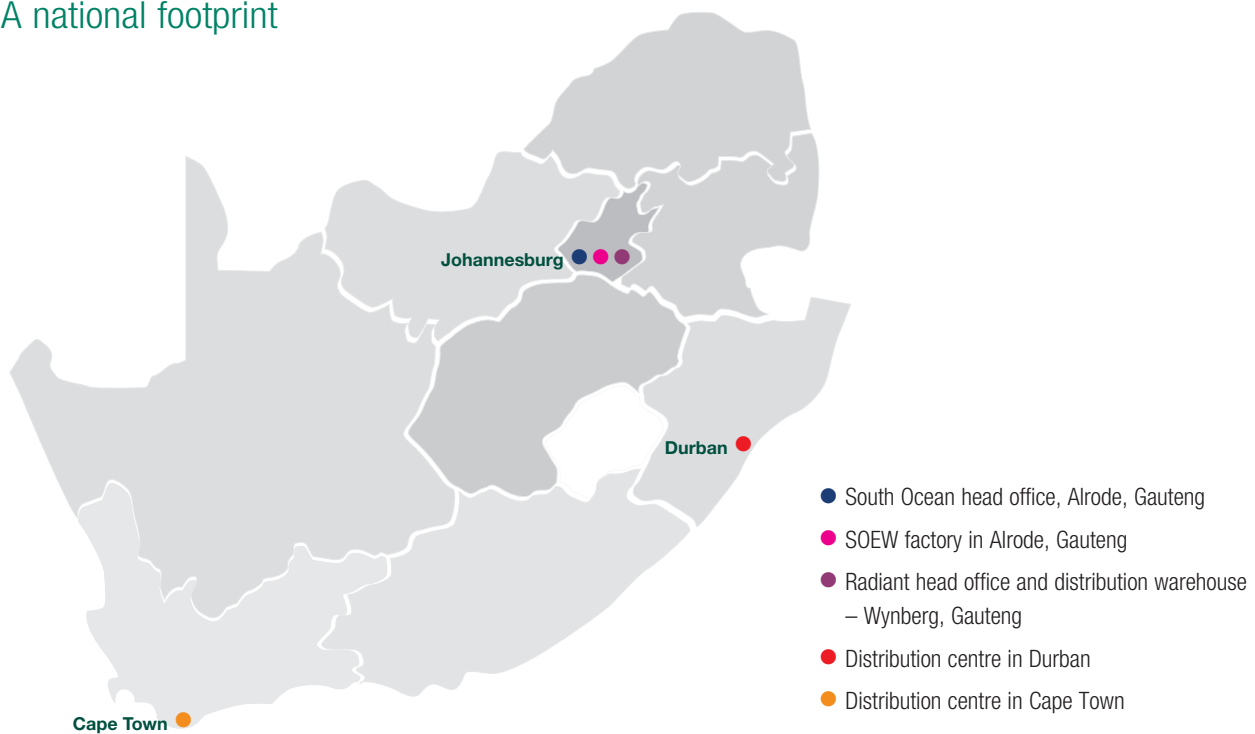 A national footprint
Johannesburg
Durban
South Ocean head office, Alrode, Gauteng
SOEW factory in Alrode, Gauteng
Radiant head office and distribution warehouse
– Wynberg, Gauteng
Distribution centre in Durban
Distribution centre in Cape Town
Cape Town